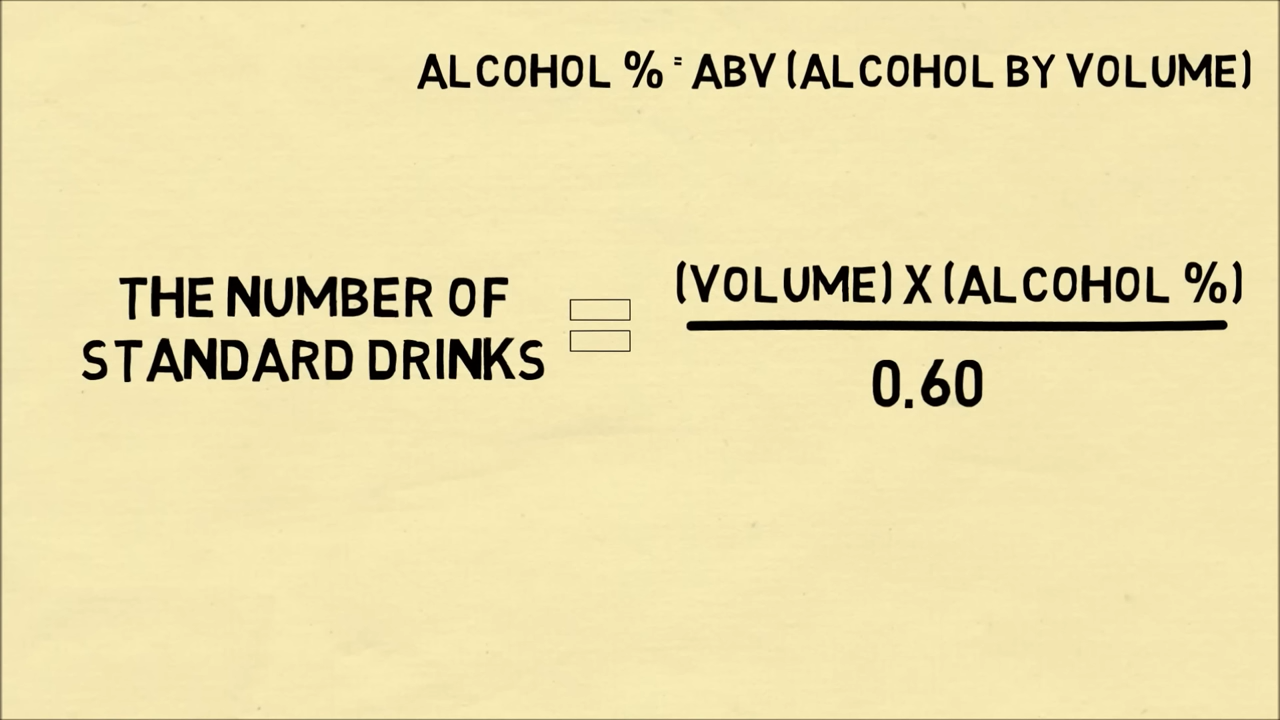 ALCOHOL % = ABV (ALCOHOL BY VOLUME)
THE NUMBER OF
STANDARD DRINKS
=
(VOLUME) X (ALCOHOL %)
0.60